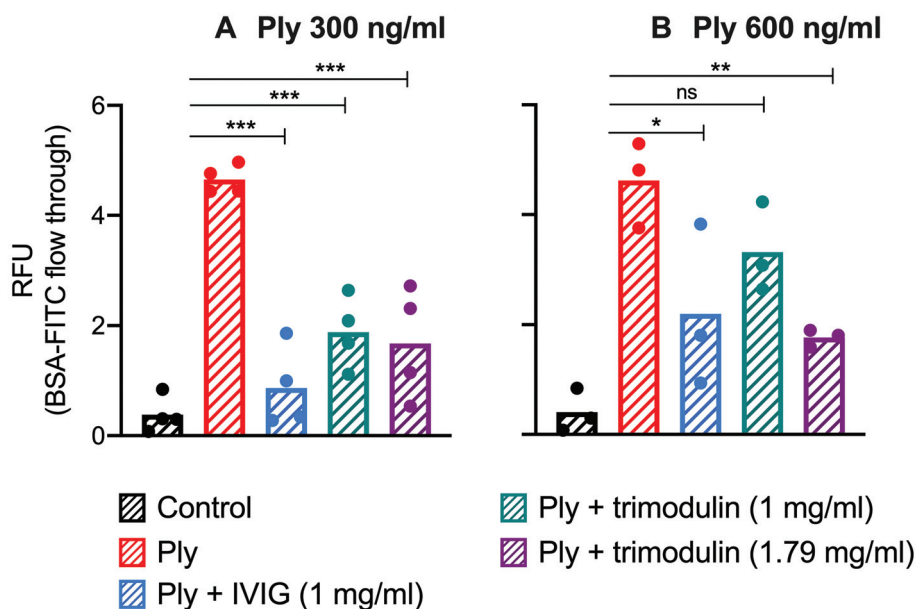 A Ply 300 ng/ml
B Ply 600 ng/ml
***
***
***
**
ns
*
RFU
(BSA-FITC flow through)
6
4
2
0
Control
Ply
Ply + IVIG (1 mg/ml)
Ply + trimodulin (1 mg/ml)
Ply + trimodulin (1.79 mg/ml)